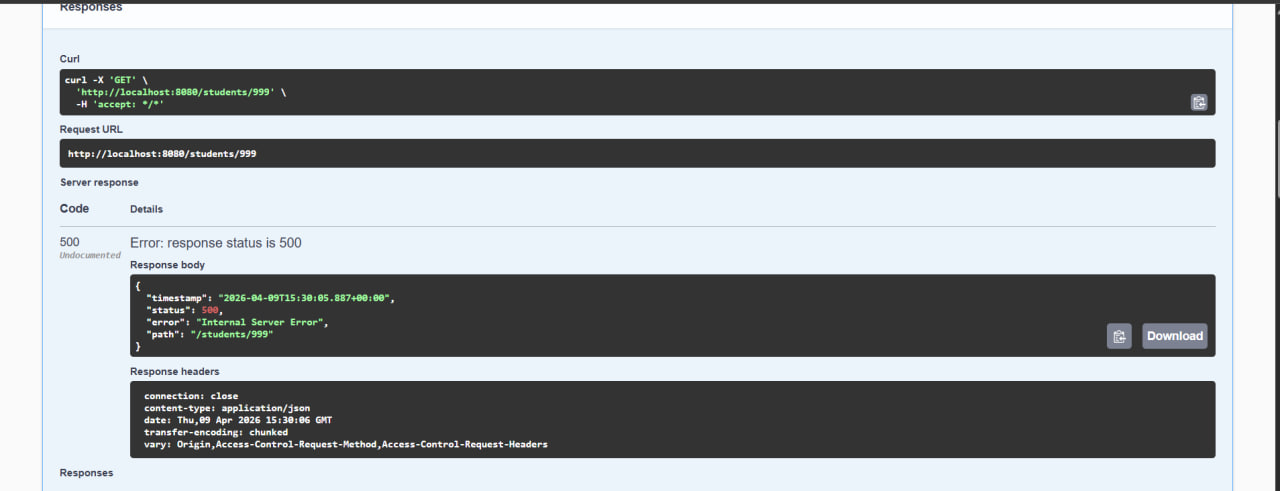 Responses
Curl
curl -X 'GET' \
  'http://localhost:8080/students/999' \
  -H 'accept: */*'
Request URL
http://localhost:8080/students/999
Server response
Code Details
500 Error: response status is 500
Undocumented
Response body
{
  "timestamp": "2026-04-09T15:30:05.887+00:00",
  "status": 500,
  "error": "Internal Server Error",
  "path": "/students/999"
}
Download
Response headers
connection: close
content-type: application/json
date: Thu,09 Apr 2026 15:30:06 GMT
transfer-encoding: chunked
vary: Origin,Access-Control-Request-Method,Access-Control-Request-Headers
Responses